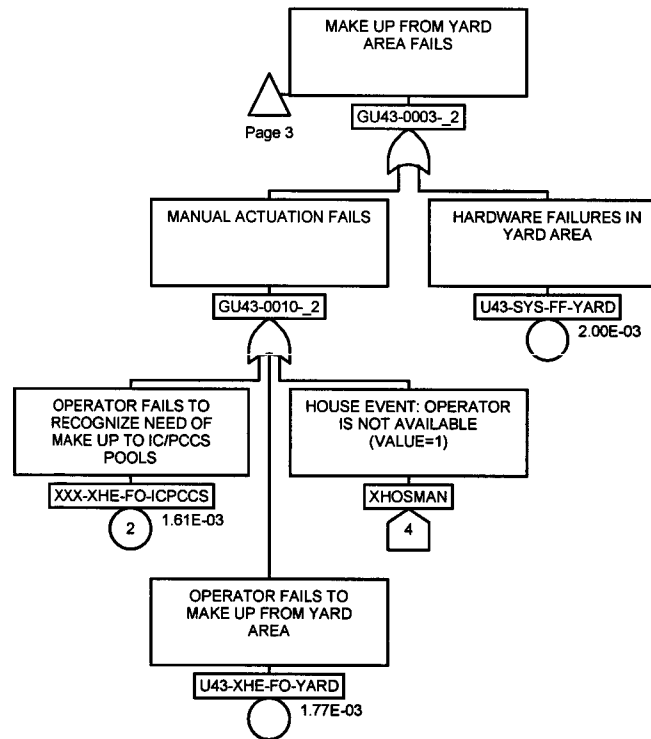 MAKE UP FROM YARD
AREA FAILS
Page 3
GU43-0003-_2
MANUAL ACTUATION FAILS
HARDWARE FAILURES IN
YARD AREA
GU43-0010-_2
U43-SYS-FF-YARD
2.00E-03
OPERATOR FAILS TO
RECOGNIZE NEED OF
MAKE UP TO IC/PCCS
POOLS
HOUSE EVENT: OPERATOR
IS NOT AVAILABLE
(VALUE=1)
XXX-XHE-FO-ICPCCS
XHOSMAN
2
1.61E-03
4
OPERATOR FAILS TO
MAKE UP FROM YARD
AREA
U43-XHE-FO-YARD
1.77E-03